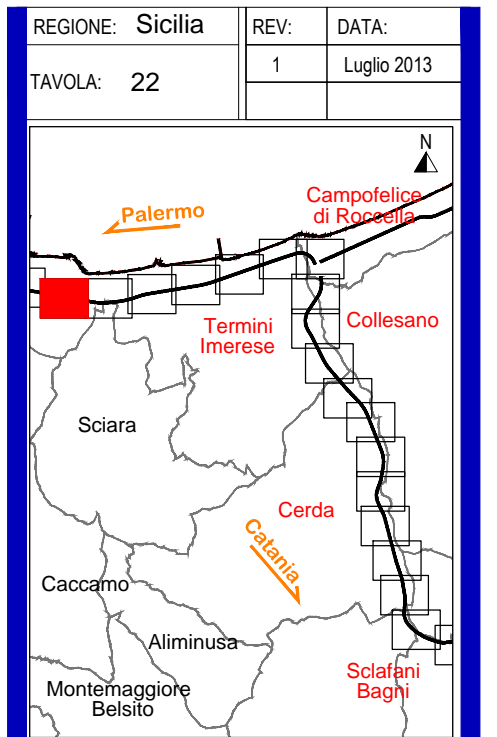 REGIONE: Sicilia
REV:
DATA:
TAVOLA: 22
1
Luglio 2013
N
Campofelice
di Roccella
Palermo
Termini
Imerese
Collesano
Sciara
Cerda
Catania
Caccamo
Aliminusa
Montemaggiore
Belsito
Sclafani
Bagni